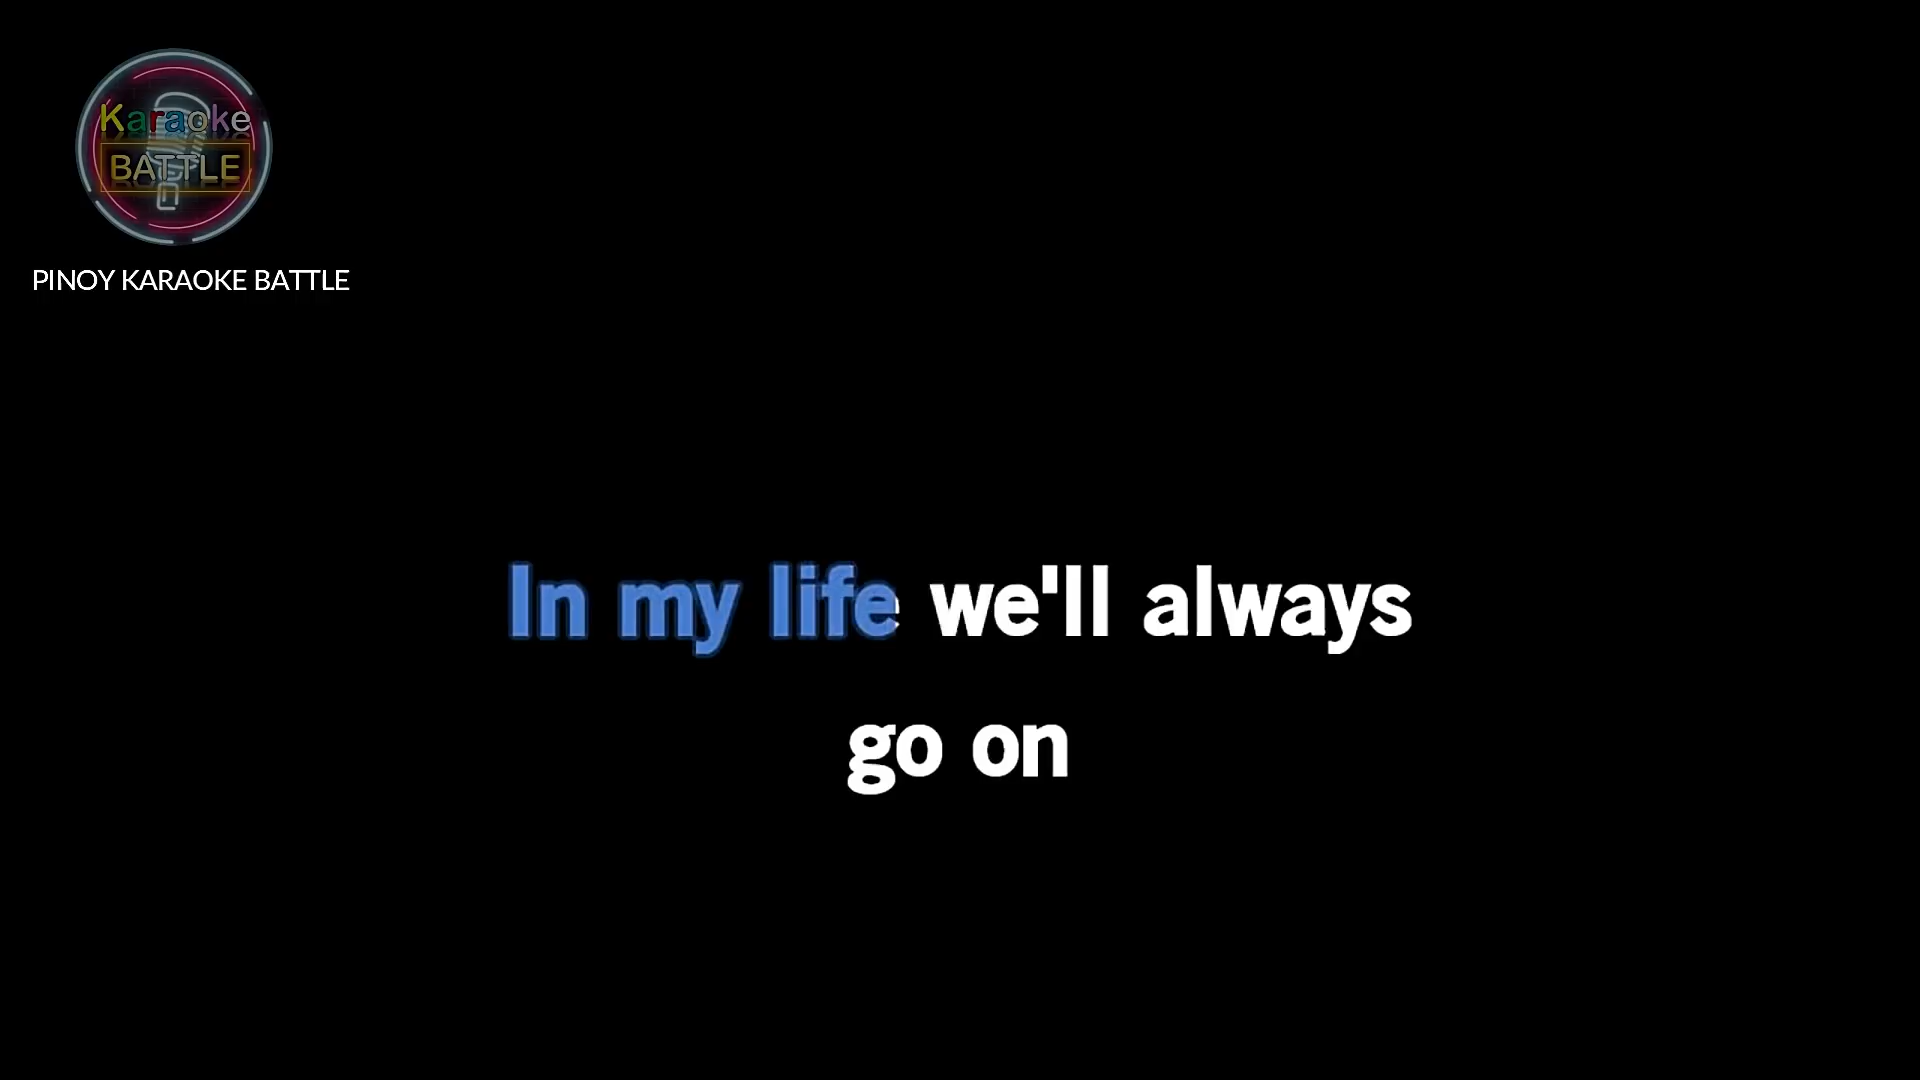 Karaoke
BATTLE
PINOY KARAOKE BATTLE
In my life we'll always
go on